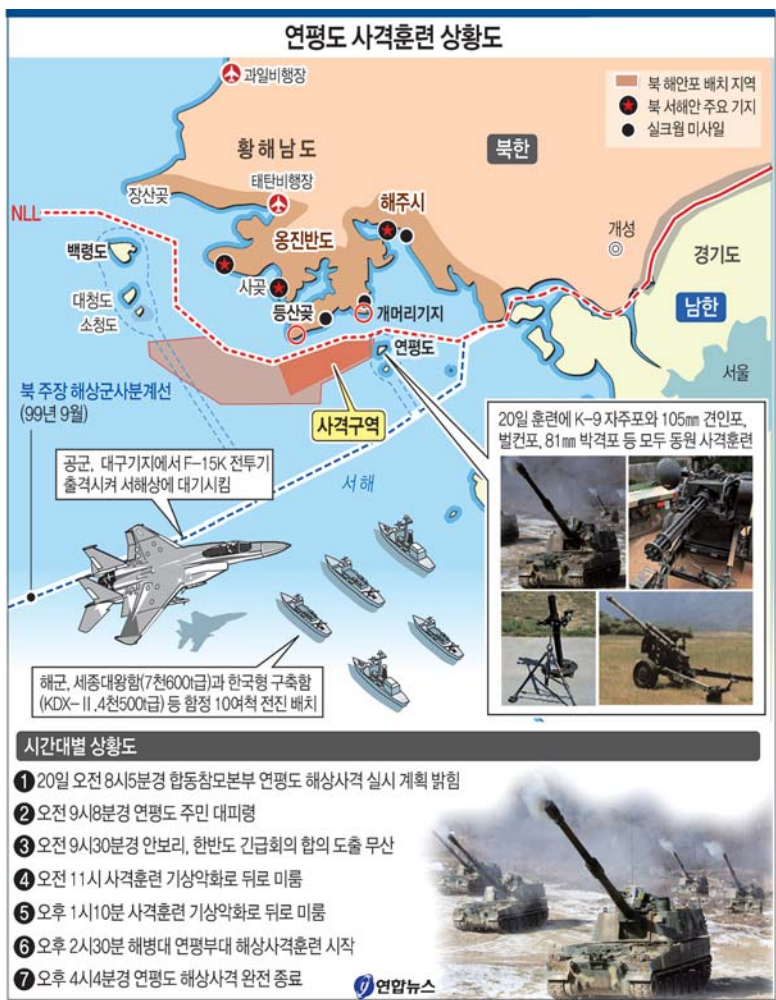 연평도 사격훈련 상황도
과일비행장
북 해안포 배치 지역
북 서해안 주요 기지
실크웜 미사일
황해남도
북한
태탄비행장
장산곶
해주시
NLL
옹진반도
개성
경기도
백령도
사곶
대청도
소청도
등산곶
개머리기지
남한
연평도
서울
북 주장 해상군사분계선
(99년 9월)
사격구역
20일 훈련에 K-9 자주포와 105㎜ 견인포,
벌컨포, 81㎜ 박격포 등 모두 동원 사격훈련
공군, 대구기지에서 F-15K 전투기
출격시켜 서해상에 대기시킴
서해
해군, 세종대왕함(7천600t급)과 한국형 구축함
(KDX-Ⅱ.4천500t급) 등 함정 10여척 전진 배치
시간대별 상황도
❶ 20일 오전 8시5분경 합동참모본부 연평도 해상사격 실시 계획 밝힘
❷ 오전 9시8분경 연평도 주민 대피령
❸ 오전 9시30분경 안보리, 한반도 긴급회의 합의 도출 무산
❹ 오전 11시 사격훈련 기상악화로 뒤로 미룸
❺ 오후 1시10분 사격훈련 기상악화로 뒤로 미룸
❻ 오후 2시30분 해병대 연평부대 해상사격훈련 시작
❼ 오후 4시4분경 연평도 해상사격 완전 종료
연합뉴스